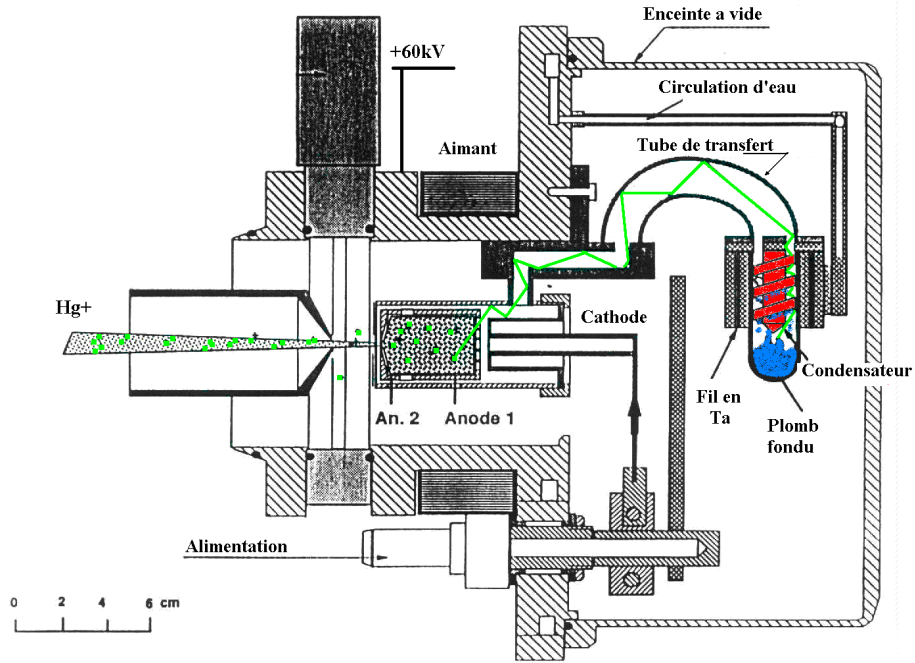 Enceinte a vide
+60kV
Circulation d'eau
Aimant
Tube de transfert
Hg+
+
Cathode
An. 2
Anode 1
Condensateur
Fil en
Ta
Plomb
fondu
Alimentation
0 2 4 6 cm